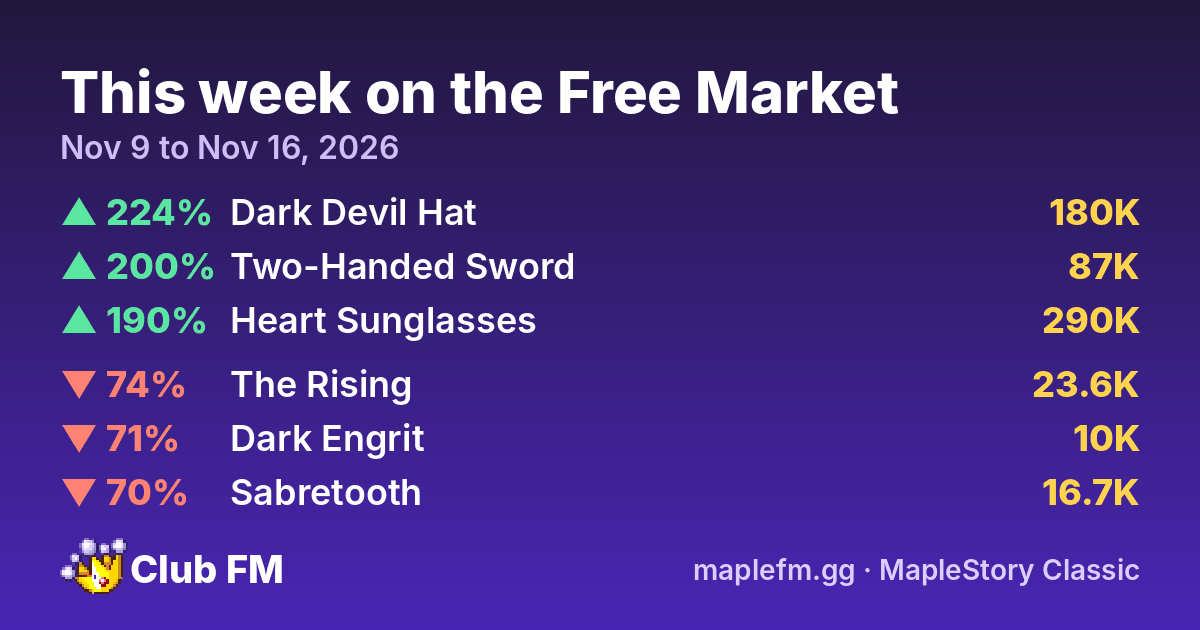 This week on the Free Market
Nov 9 to Nov 16, 2026
▲ 224% Dark Devil Hat 180K
▲ 200% Two-Handed Sword 87K
▲ 190% Heart Sunglasses 290K
▼ 74% The Rising 23.6K
▼ 71% Dark Engrit 10K
▼ 70% Sabretooth 16.7K
Club FM maplefm.gg · MapleStory Classic